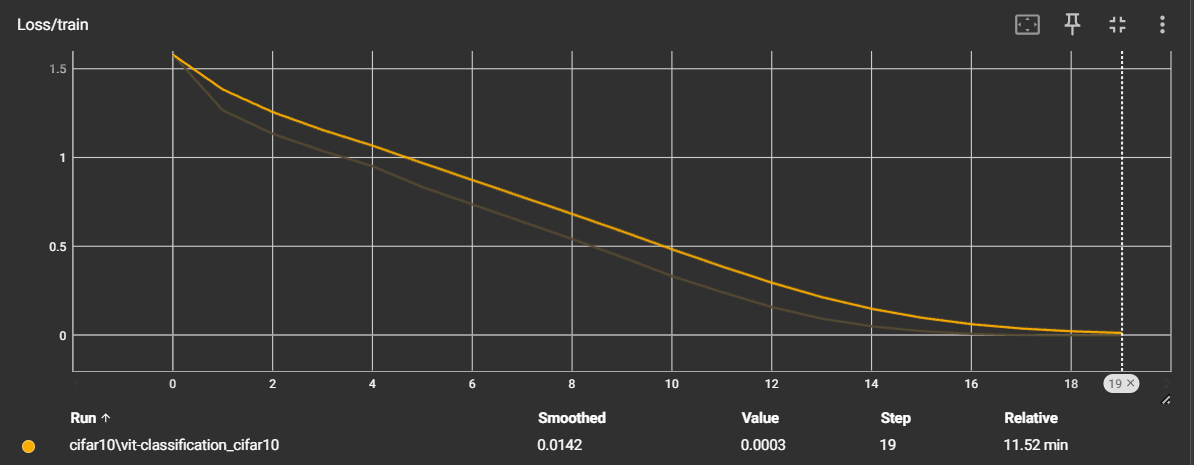 Loss/train
1.5
1
0.5
0
0 2 4 6 8 10 12 14 16 18 19 ×
Run ↑ Smoothed Value Step Relative
cifar10\vit-classification_cifar10 0.0142 0.0003 19 11.52 min